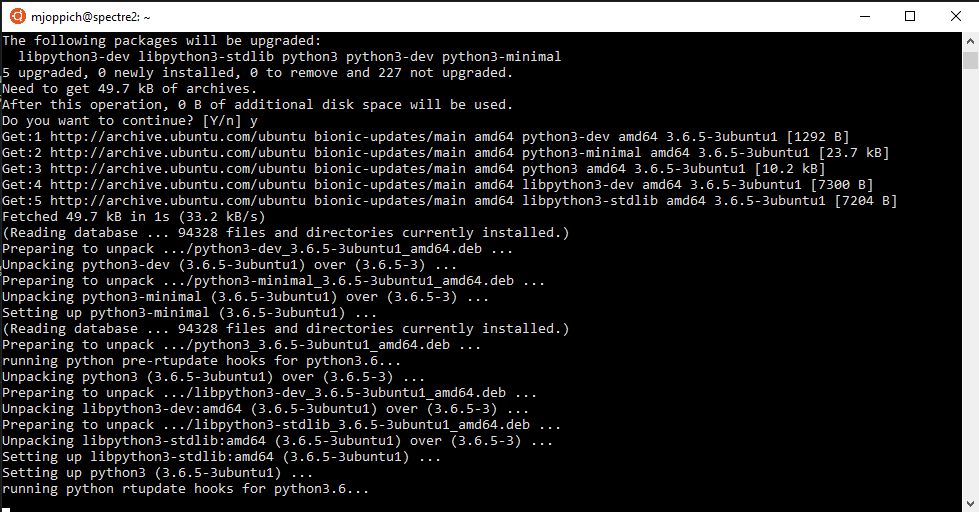 mjoppich@spectre2: ~
The following packages will be upgraded:
  libpython3-dev libpython3-stdlib python3 python3-dev python3-minimal
5 upgraded, 0 newly installed, 0 to remove and 227 not upgraded.
Need to get 49.7 kB of archives.
After this operation, 0 B of additional disk space will be used.
Do you want to continue? [Y/n] y
Get:1 http://archive.ubuntu.com/ubuntu bionic-updates/main amd64 python3-dev amd64 3.6.5-3ubuntu1 [1292 B]
Get:2 http://archive.ubuntu.com/ubuntu bionic-updates/main amd64 python3-minimal amd64 3.6.5-3ubuntu1 [23.7 kB]
Get:3 http://archive.ubuntu.com/ubuntu bionic-updates/main amd64 python3 amd64 3.6.5-3ubuntu1 [10.2 kB]
Get:4 http://archive.ubuntu.com/ubuntu bionic-updates/main amd64 libpython3-dev amd64 3.6.5-3ubuntu1 [7300 B]
Get:5 http://archive.ubuntu.com/ubuntu bionic-updates/main amd64 libpython3-stdlib amd64 3.6.5-3ubuntu1 [7204 B]
Fetched 49.7 kB in 1s (33.2 kB/s)
(Reading database ... 94328 files and directories currently installed.)
Preparing to unpack .../python3-dev_3.6.5-3ubuntu1_amd64.deb ...
Unpacking python3-dev (3.6.5-3ubuntu1) over (3.6.5-3) ...
Preparing to unpack .../python3-minimal_3.6.5-3ubuntu1_amd64.deb ...
Unpacking python3-minimal (3.6.5-3ubuntu1) over (3.6.5-3) ...
Setting up python3-minimal (3.6.5-3ubuntu1) ...
(Reading database ... 94328 files and directories currently installed.)
Preparing to unpack .../python3_3.6.5-3ubuntu1_amd64.deb ...
running python pre-rtupdate hooks for python3.6...
Unpacking python3 (3.6.5-3ubuntu1) over (3.6.5-3) ...
Preparing to unpack .../libpython3-dev_3.6.5-3ubuntu1_amd64.deb ...
Unpacking libpython3-dev:amd64 (3.6.5-3ubuntu1) over (3.6.5-3) ...
Preparing to unpack .../libpython3-stdlib_3.6.5-3ubuntu1_amd64.deb ...
Unpacking libpython3-stdlib:amd64 (3.6.5-3ubuntu1) over (3.6.5-3) ...
Setting up libpython3-stdlib:amd64 (3.6.5-3ubuntu1) ...
Setting up python3 (3.6.5-3ubuntu1) ...
running python rtupdate hooks for python3.6...